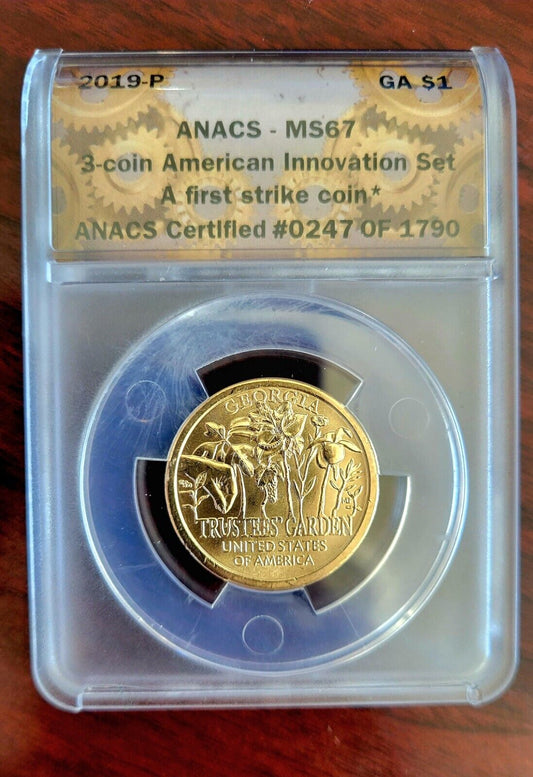 2019-P GA $1
ANACS - MS67
3-coin American Innovation Set
A first strike coin*
ANACS Certified #0247 OF 1790
GEORGIA
TRUSTEES' GARDEN
UNITED STATES
OF AMERICA